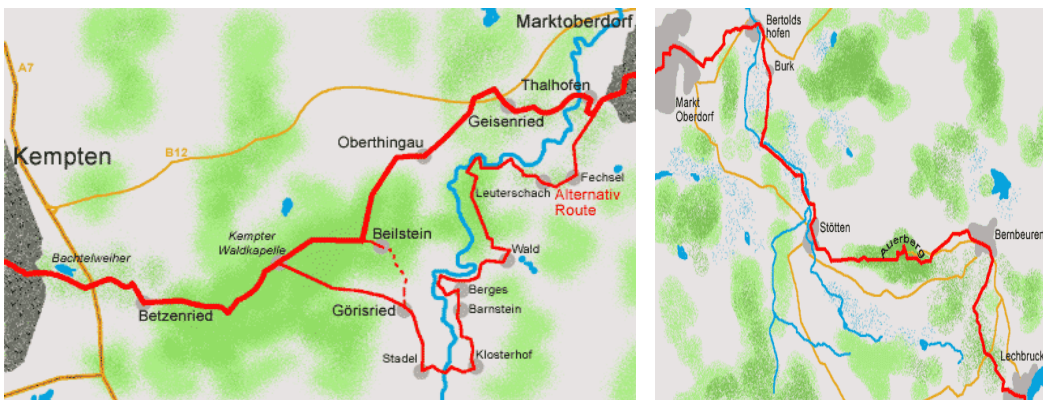 Marktoberdorf
A7
Thalhofen
Geisenried
B12
Oberthingau
Kempten
Fechsel
Leuterschach
Alternativ
Route
Kempter
Waldkapelle
Beilstein
Wald
Bachtelweiher
Berges
Betzenried
Görisried
Barnstein
Stadel
Klosterhof
Bertolds
hofen
Burk
Markt
Oberdorf
Stötten
Auerberg
Bernbeuren
Lechbruck